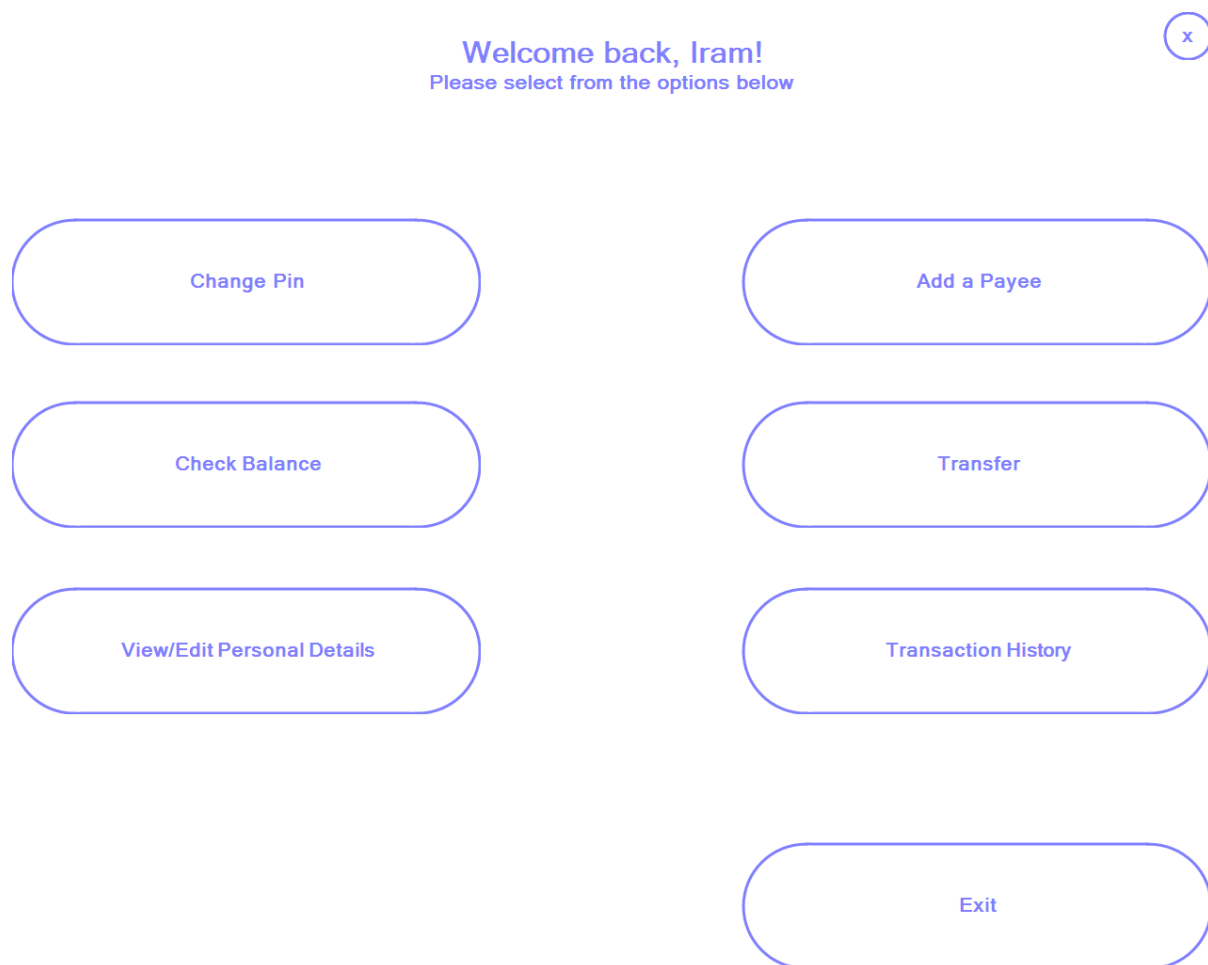 x
Welcome back, Iram!
Please select from the options below
Change Pin
Add a Payee
Check Balance
Transfer
View/Edit Personal Details
Transaction History
Exit